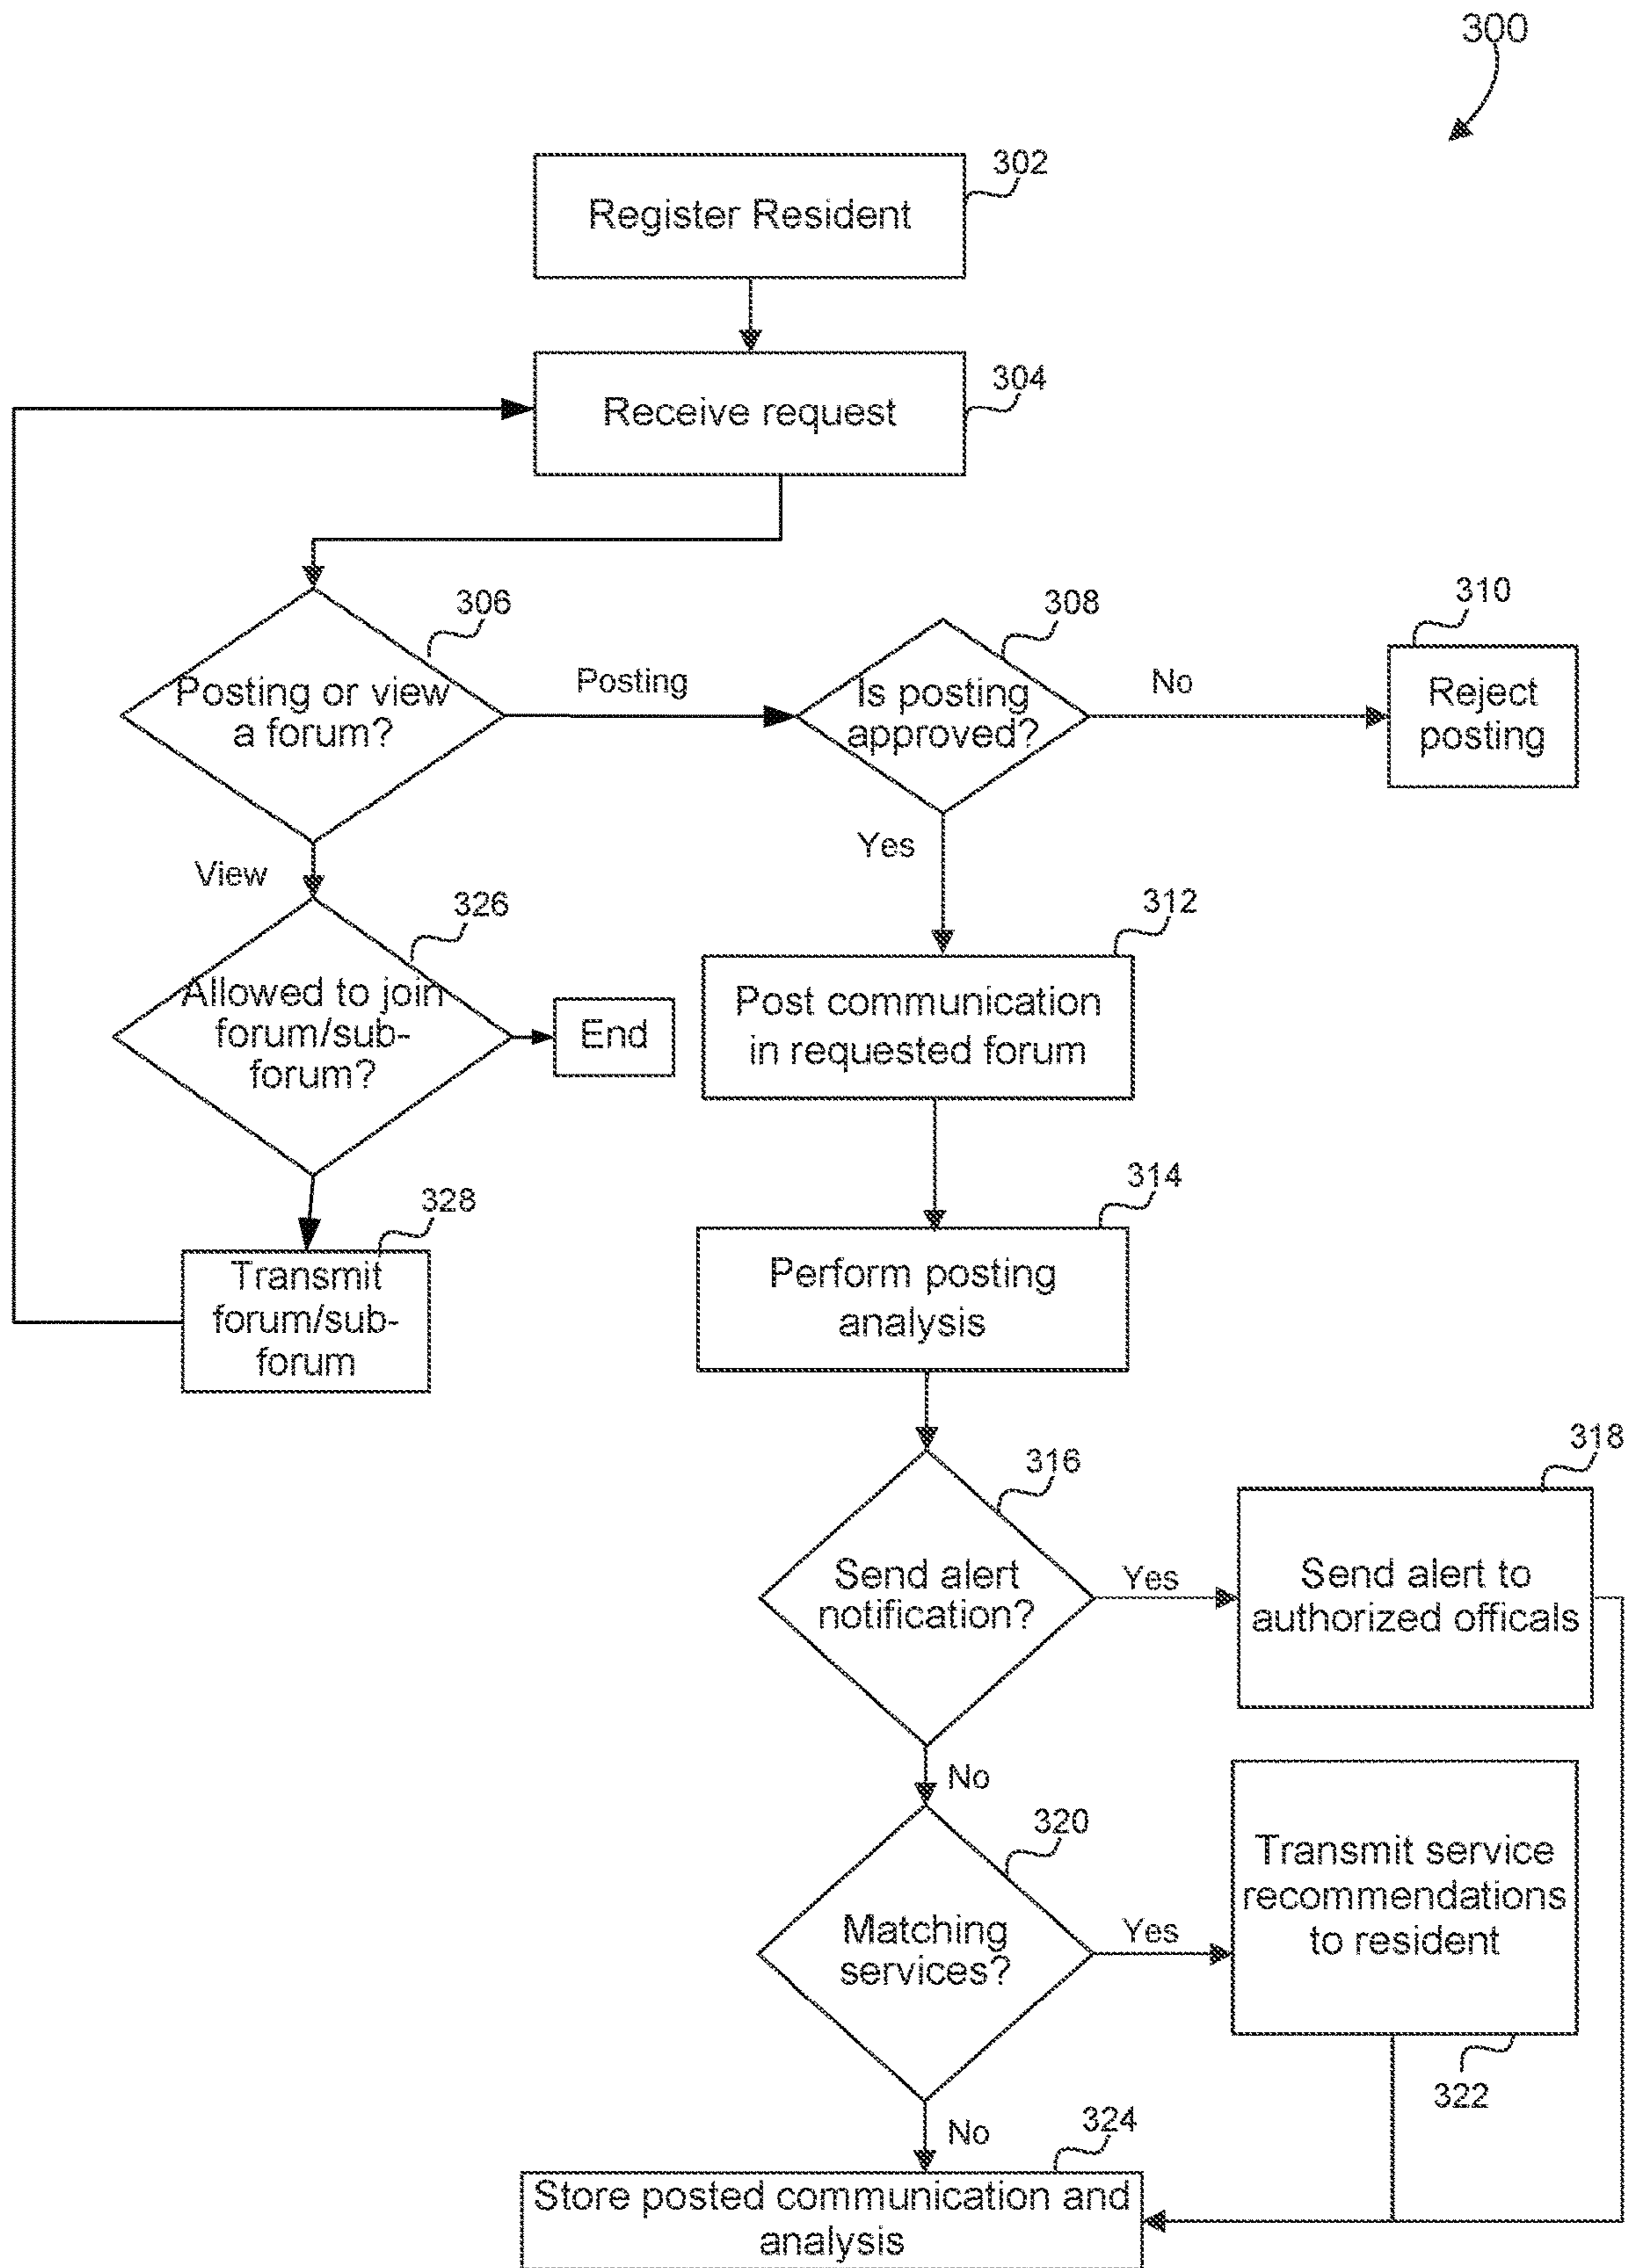 300
302
Register Resident
304
Receive request
306
Posting or view
a forum?
Posting
308
Is posting
approved?
No
310
Reject
posting
View
Yes
326
Allowed to join
forum/sub-
forum?
End
312
Post communication
in requested forum
328
Transmit
forum/sub-
forum
314
Perform posting
analysis
316
Send alert
notification?
Yes
318
Send alert to
authorized officals
No
320
Matching
services?
Yes
Transmit service
recommendations
to resident
322
No
324
Store posted communication and
analysis